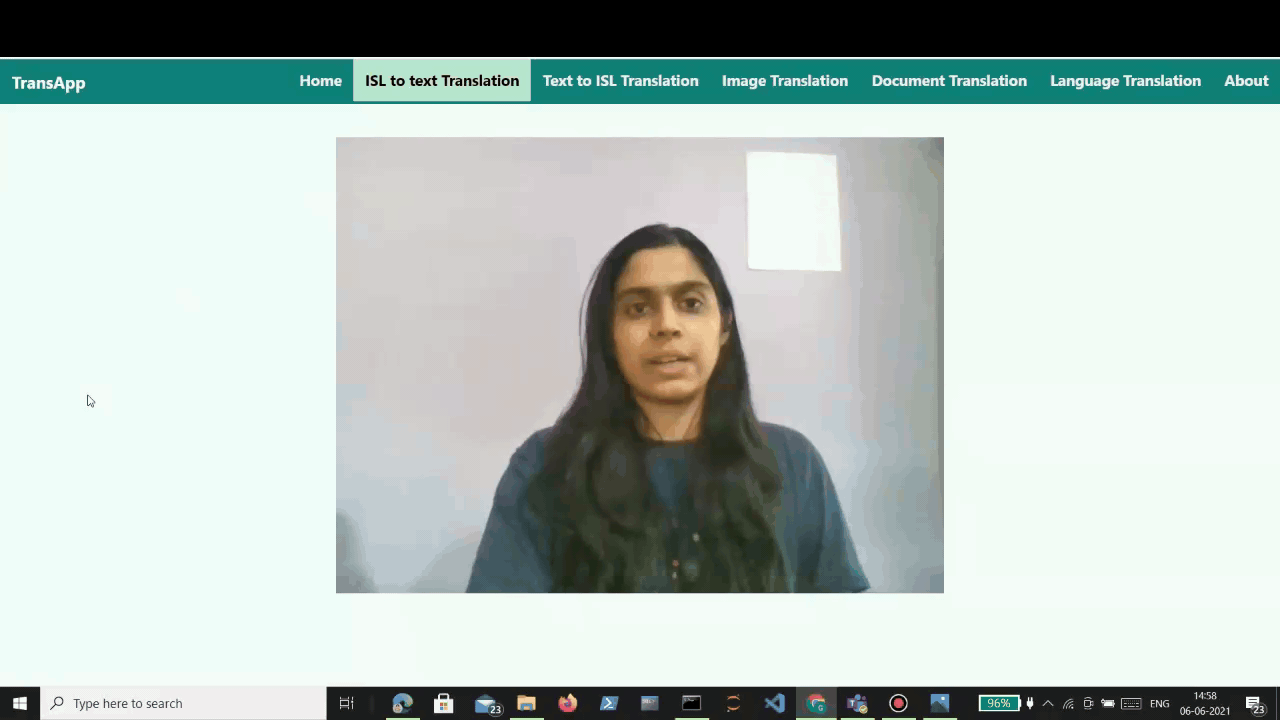 TransApp
Home
ISL to text Translation
Text to ISL Translation
Image Translation
Document Translation
Language Translation
About
Type here to search
23
96%
ENG
14:58
06-06-2021
23